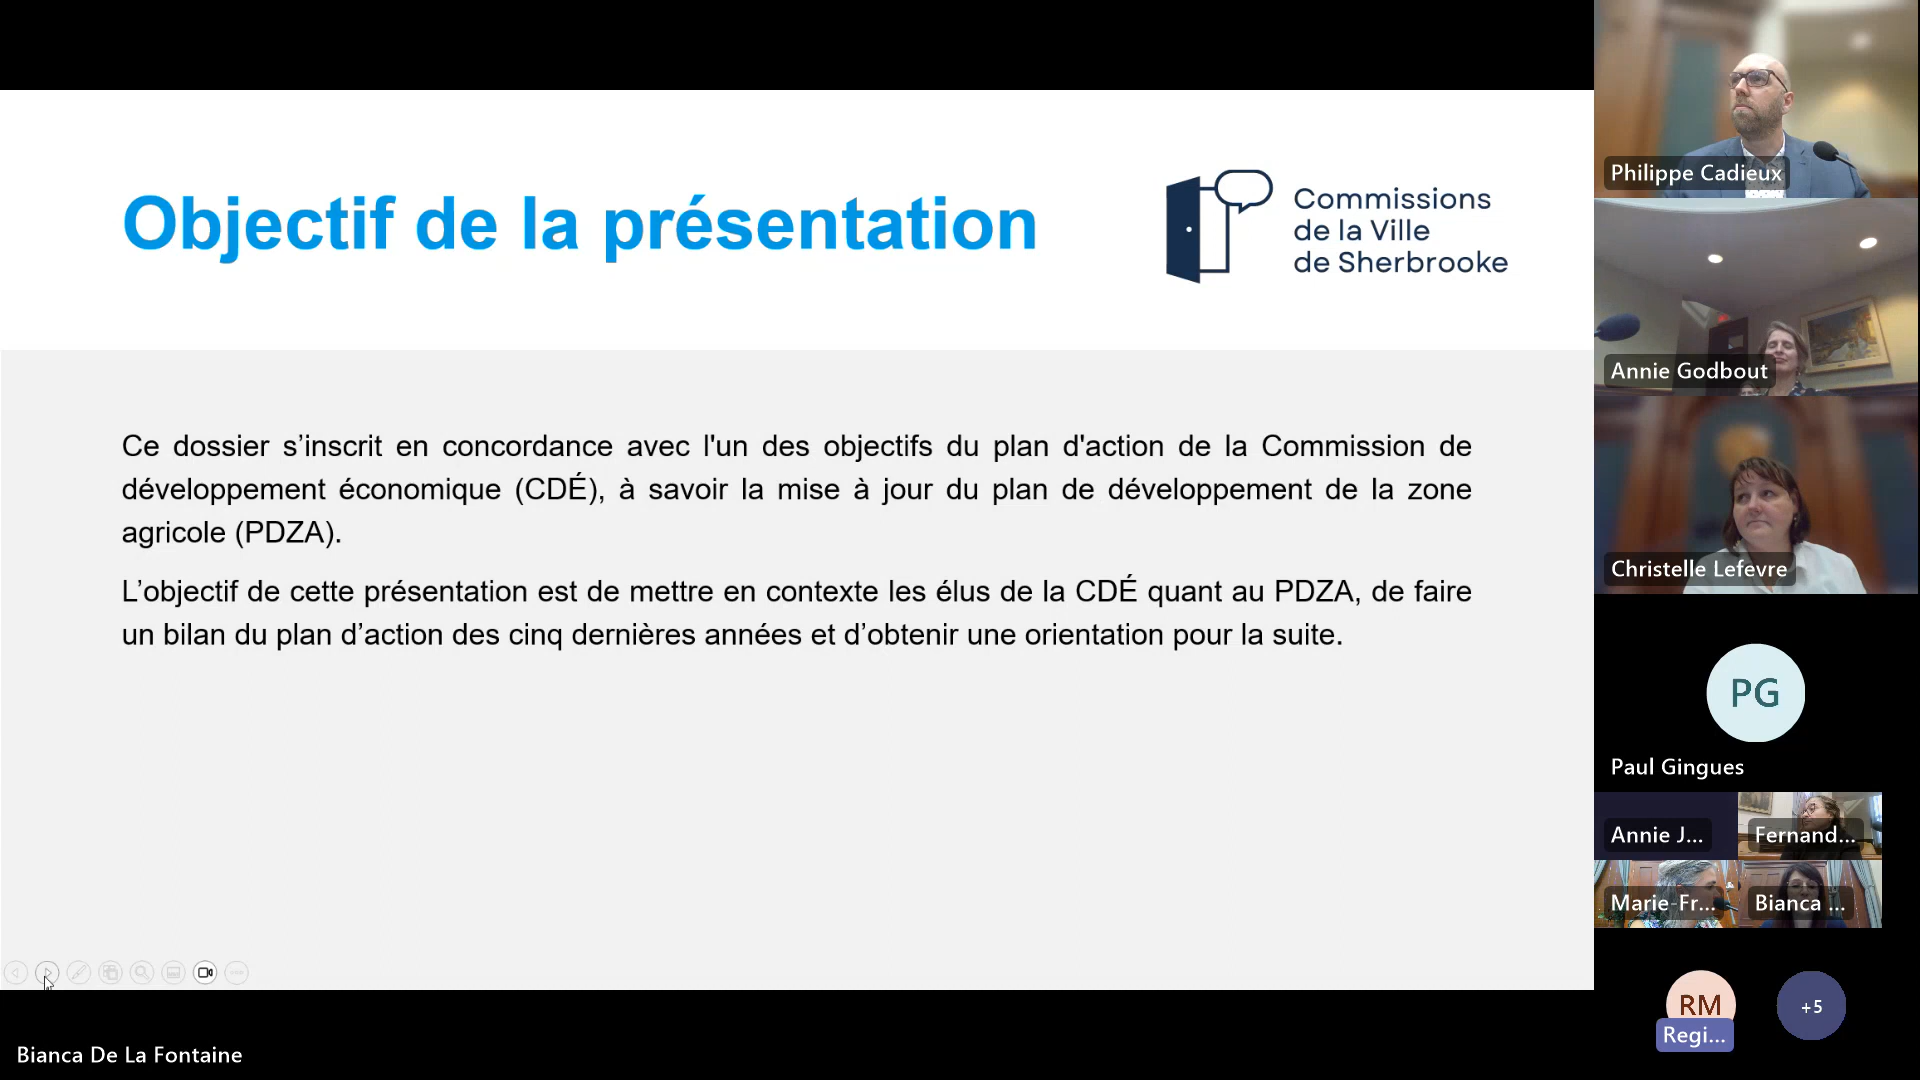 Objectif de la présentation
Commissions
de la Ville
de Sherbrooke
Ce dossier s’inscrit en concordance avec l'un des objectifs du plan d'action de la Commission de
développement économique (CDÉ), à savoir la mise à jour du plan de développement de la zone
agricole (PDZA).
L’objectif de cette présentation est de mettre en contexte les élus de la CDÉ quant au PDZA, de faire
un bilan du plan d’action des cinq dernières années et d’obtenir une orientation pour la suite.
Bianca De La Fontaine
Philippe Cadieux
Annie Godbout
Christelle Lefevre
PG
Paul Gingues
Annie J...
Fernand...
Marie-Fr...
Bianca ...
RM
Regi...
+5